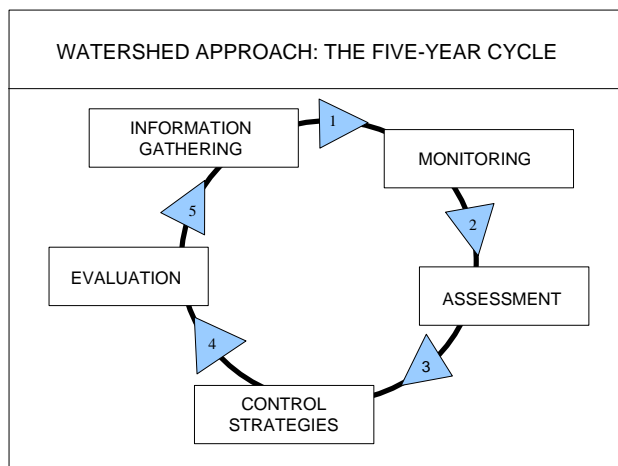 WATERSHED APPROACH: THE FIVE-YEAR CYCLE
INFORMATION
GATHERING
1
MONITORING
2
ASSESSMENT
3
CONTROL
STRATEGIES
4
EVALUATION
5